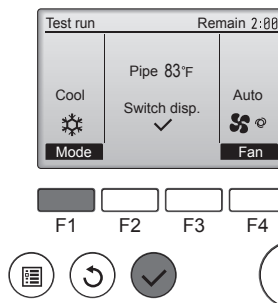 Test run Remain 2:00
Pipe 83°F
Cool Auto
Switch disp.
Mode Fan
F1 F2 F3 F4